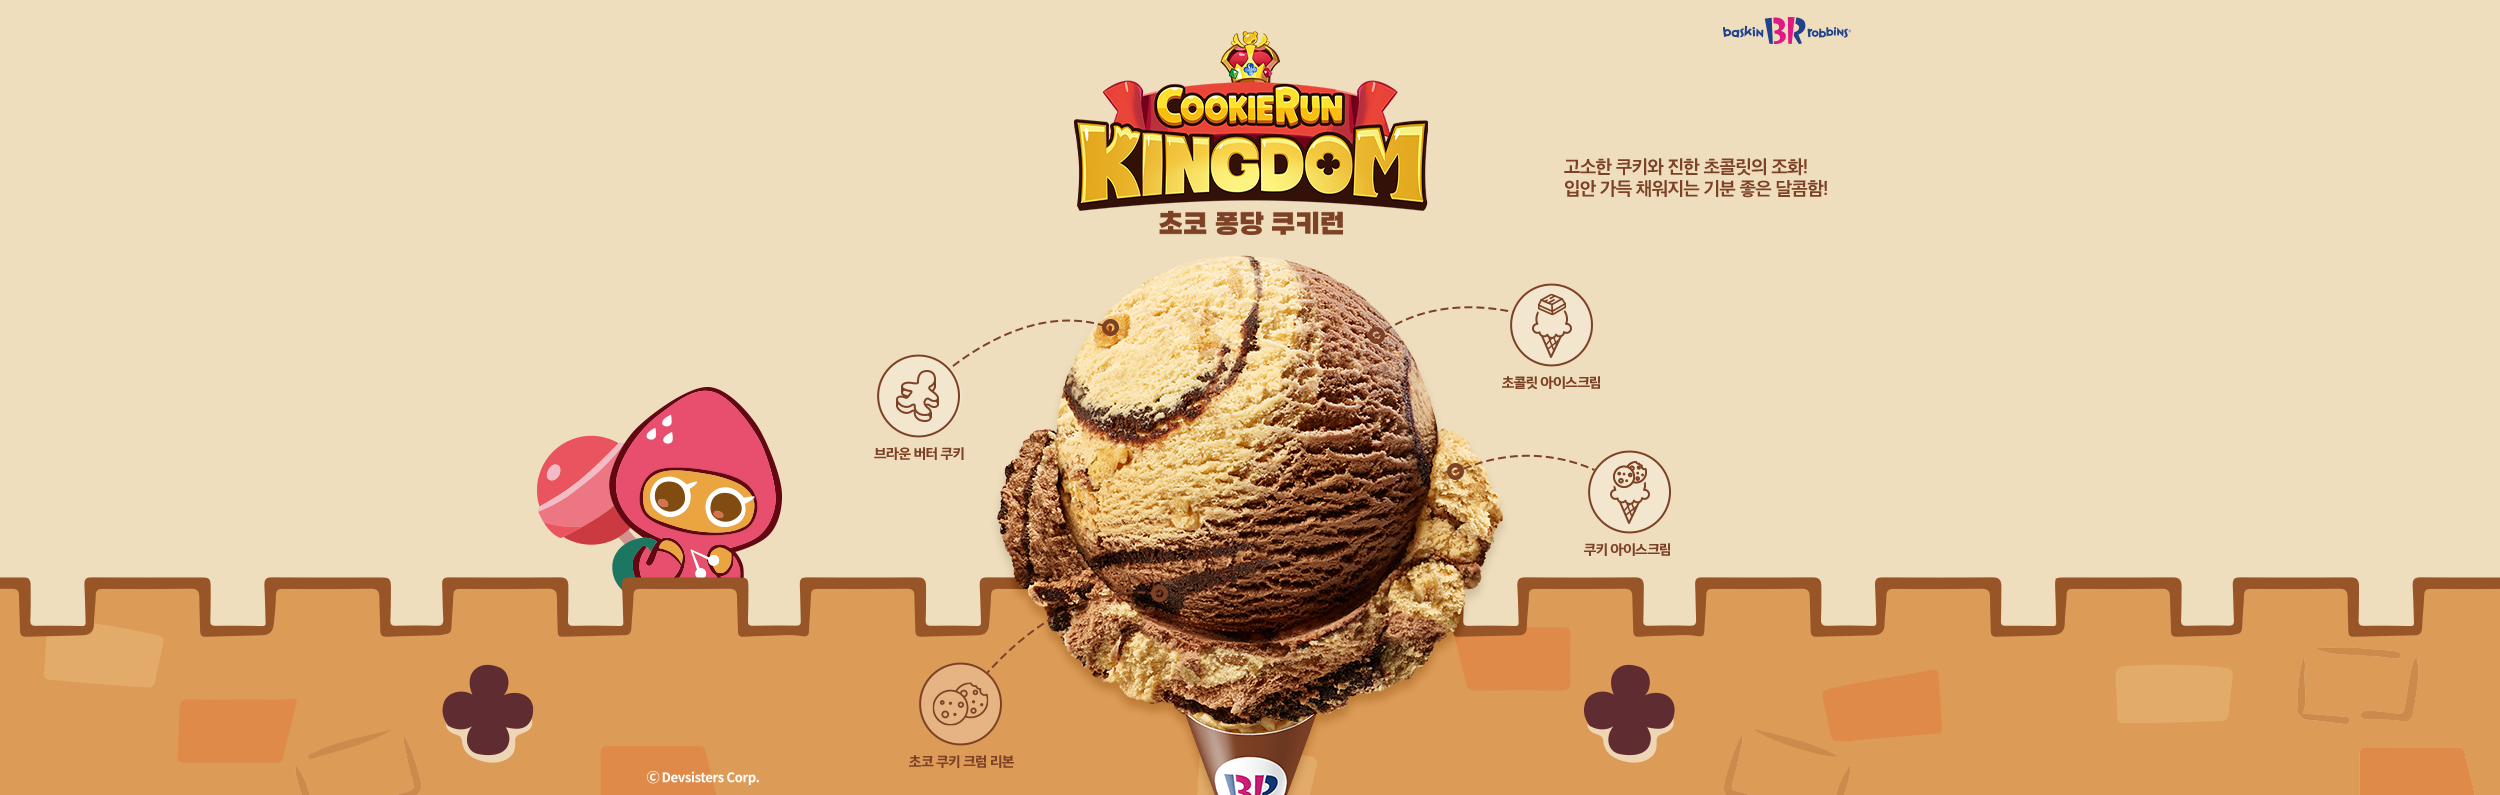 baskin BR robbins
COOKIERUN
KINGDOM
초코 퐁당 쿠키런
고소한 쿠키와 진한 초콜릿의 조화!
입안 가득 채워지는 기분 좋은 달콤함!
초콜릿 아이스크림
브라운 버터 쿠키
쿠키 아이스크림
초코 쿠키 크럼 리본
© Devsisters Corp.
BR